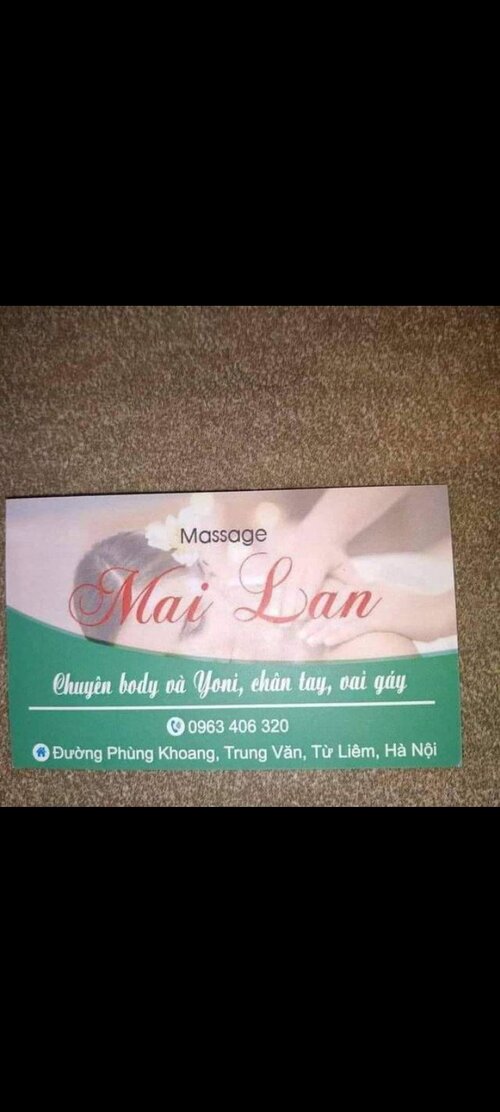 Massage
Mai Lan
Chuyên body và Yoni, chân tay, vai gáy
0963 406 320
Đường Phùng Khoang, Trung Văn, Từ Liêm, Hà Nội